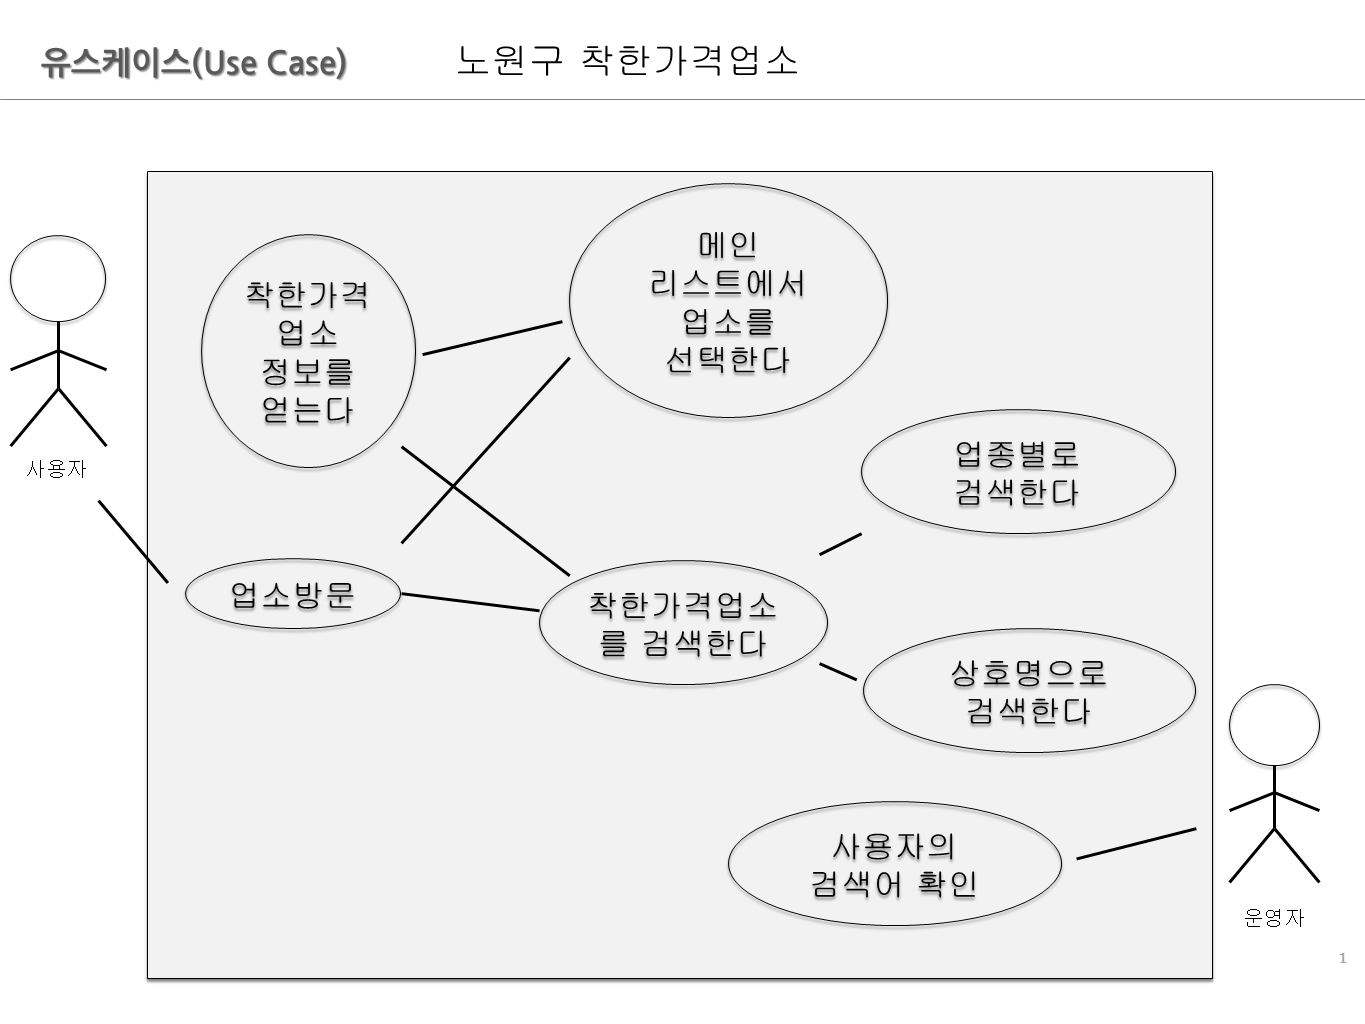 유스케이스(Use Case)
노원구 착한가격업소
메인
리스트에서
업소를
선택한다
착한가격
업소
정보를
얻는다
사용자
업종별로
검색한다
업소방문
착한가격업소
를 검색한다
상호명으로
검색한다
사용자의
검색어 확인
운영자
1